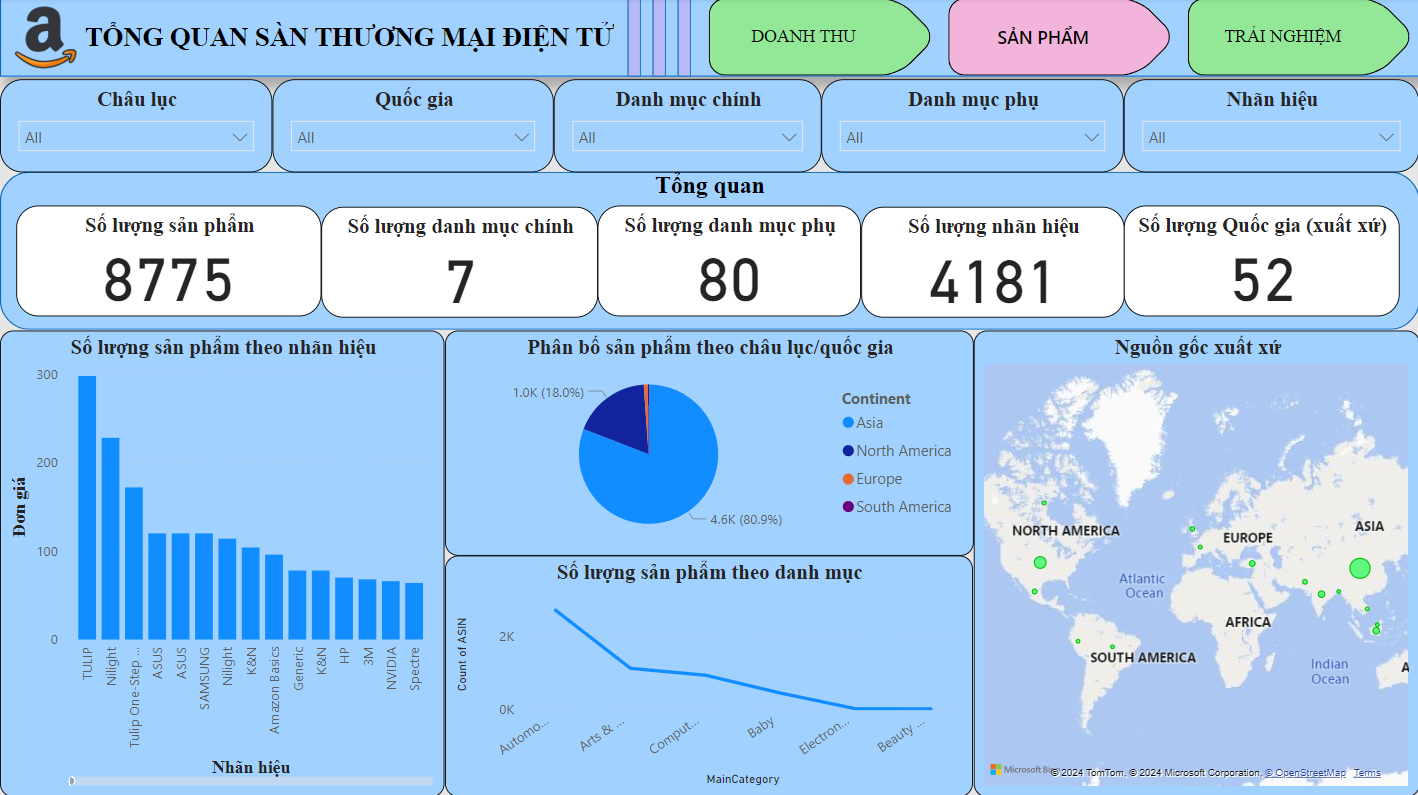 TỔNG QUAN SÀN THƯƠNG MẠI ĐIỆN TỬ
DOANH THU
SẢN PHẨM
TRẢI NGHIỆM
Châu lục
Quốc gia
Danh mục chính
Danh mục phụ
Nhãn hiệu
All
All
All
All
All
Tổng quan
Số lượng sản phẩm
8775
Số lượng danh mục chính
7
Số lượng danh mục phụ
80
Số lượng nhãn hiệu
4181
Số lượng Quốc gia (xuất xứ)
52
Số lượng sản phẩm theo nhãn hiệu
Đơn giá
300
200
100
0
TULIP
Nilight
Tulip One-Step ...
ASUS
ASUS
SAMSUNG
Nilight
K&N
Amazon Basics
Generic
K&N
HP
3M
NVIDIA
Spectre
Nhãn hiệu
Phân bố sản phẩm theo châu lục/quốc gia
1.0K (18.0%)
4.6K (80.9%)
Continent
Asia
North America
Europe
South America
Số lượng sản phẩm theo danh mục
Count of ASIN
2K
0K
Automo...
Arts & ...
Comput...
Baby
Electron...
Beauty ...
MainCategory
Nguồn gốc xuất xứ
NORTH AMERICA
EUROPE
ASIA
Atlantic
Ocean
AFRICA
SOUTH AMERICA
Indian
Ocean
A
Microsoft Bing
© 2024 TomTom, © 2024 Microsoft Corporation, © OpenStreetMap Terms